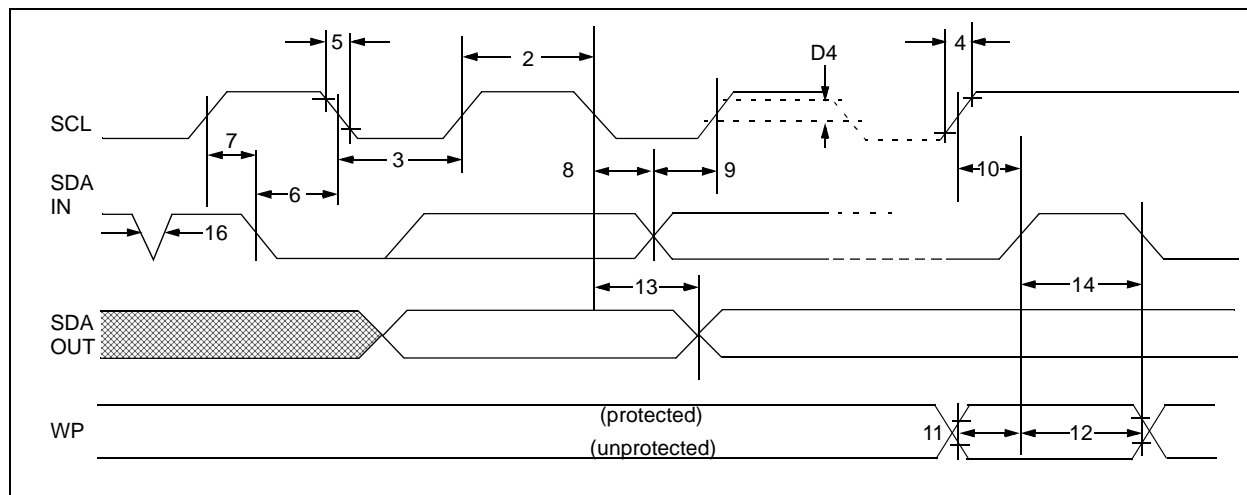 5
2
4
D4
SCL
7
3
8
9
10
SDA
IN
6
16
13
14
SDA
OUT
WP
(protected)
(unprotected)
11
12